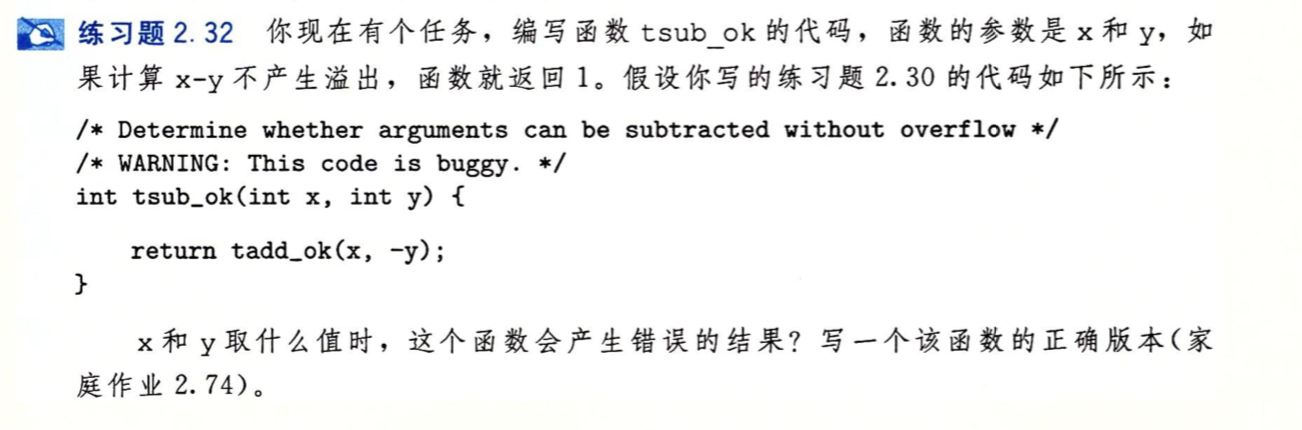 练习题 2.32 你现在有个任务，编写函数 tsub_ok 的代码，函数的参数是 x 和 y，如
果计算 x-y 不产生溢出，函数就返回 1。假设你写的练习题 2.30 的代码如下所示：
/* Determine whether arguments can be subtracted without overflow */
/* WARNING: This code is buggy. */
int tsub_ok(int x, int y) {
return tadd_ok(x, -y);
}
x 和 y 取什么值时，这个函数会产生错误的结果？写一个该函数的正确版本（家
庭作业 2.74）。